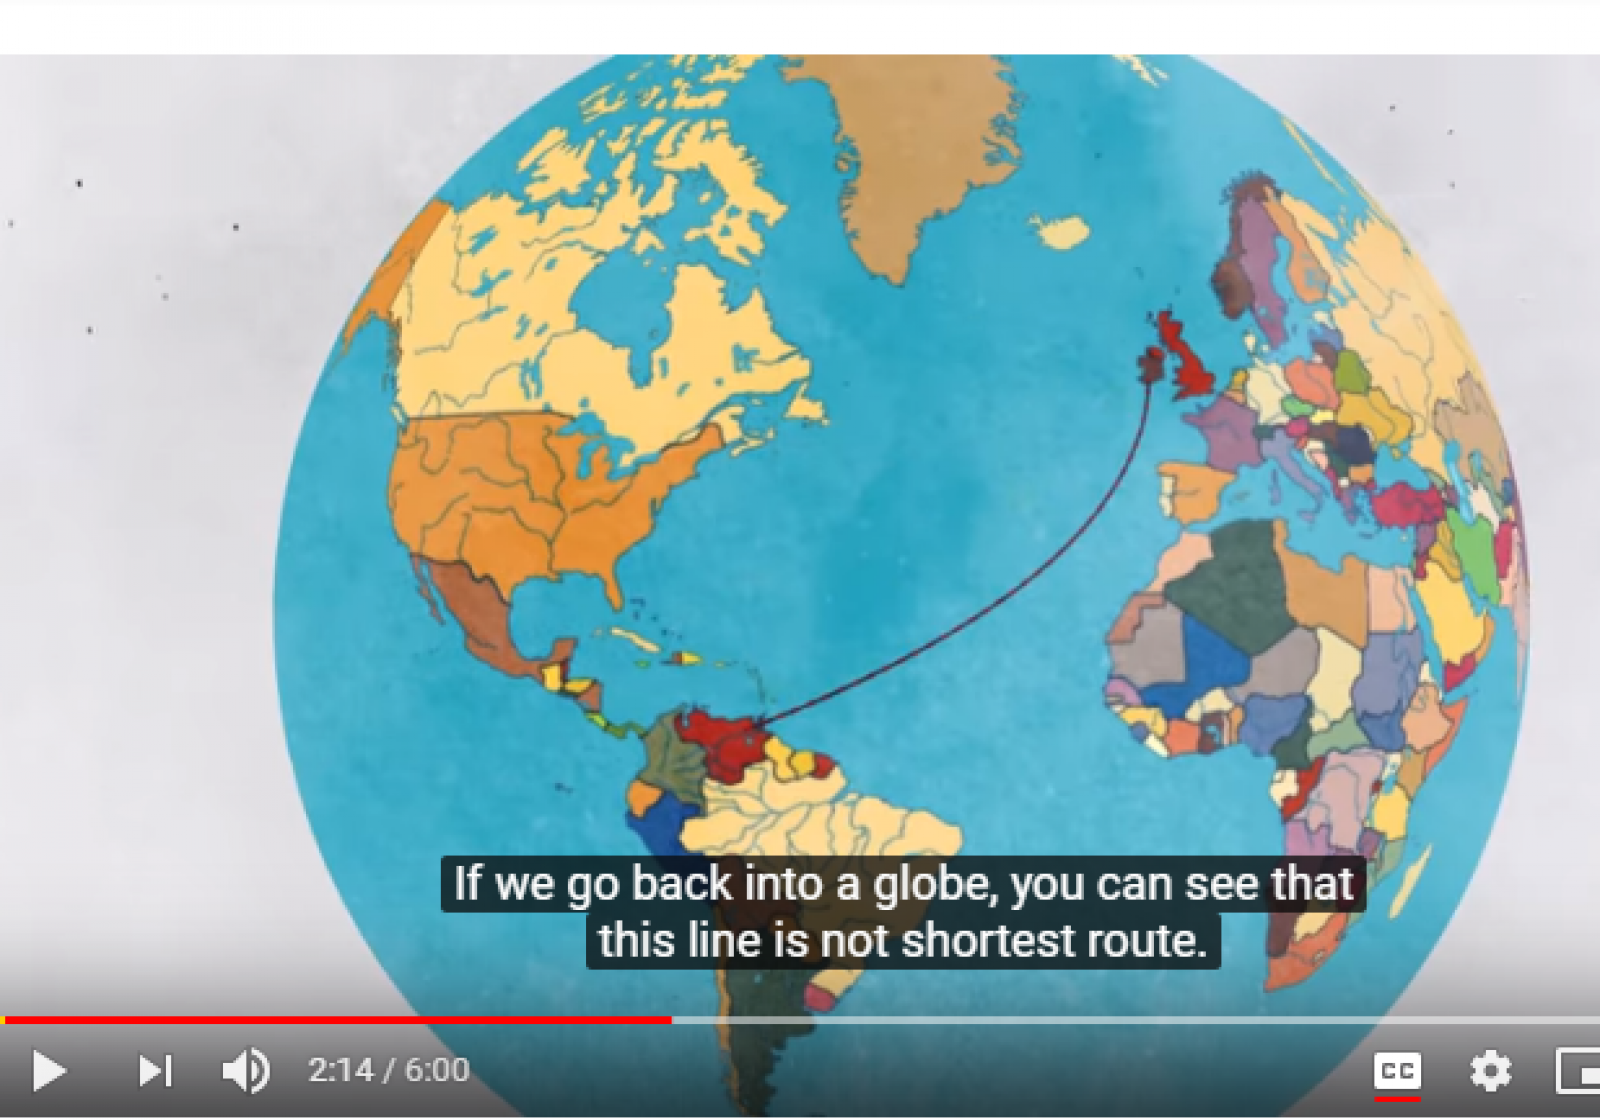 If we go back into a globe, you can see that
this line is not shortest route.
2:14 / 6:00
CC